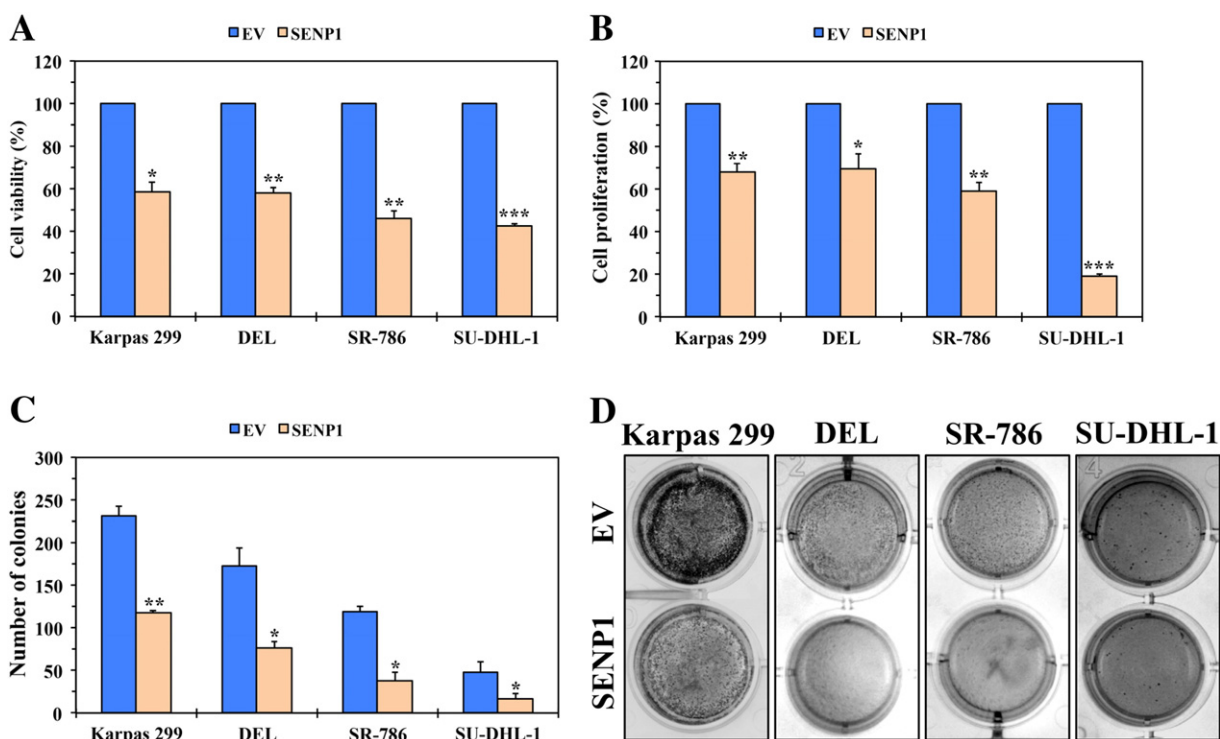 A
EV SENP1
Cell viability (%)
120
100
80
60
40
20
0
*
**
**
***
Karpas 299 DEL SR-786 SU-DHL-1
B
EV SENP1
Cell proliferation (%)
120
100
80
60
40
20
0
**
*
**
***
Karpas 299 DEL SR-786 SU-DHL-1
C
EV SENP1
Number of colonies
300
250
200
150
100
50
0
**
*
*
*
Karpas 299 DEL SR-786 SU-DHL-1
D
Karpas 299 DEL SR-786 SU-DHL-1
EV
SENP1
2
4